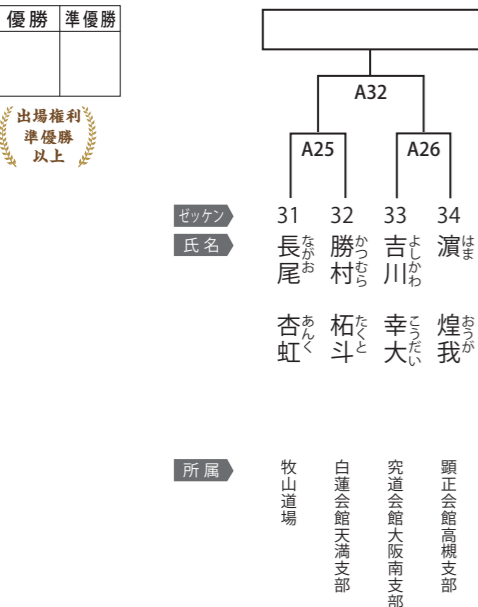 優勝 準優勝
出場権利
準優勝
以上
A32
A25 A26
ゼッケン 31 32 33 34
氏名
長尾 杏虹 ながお あんく
勝村 柘斗 かつむら たくと
吉川 幸大 よしかわ こうだい
濵 煌我 はま おうが
所属
牧山道場
白蓮会館天満支部
究道会館大阪南支部
顕正会館高槻支部